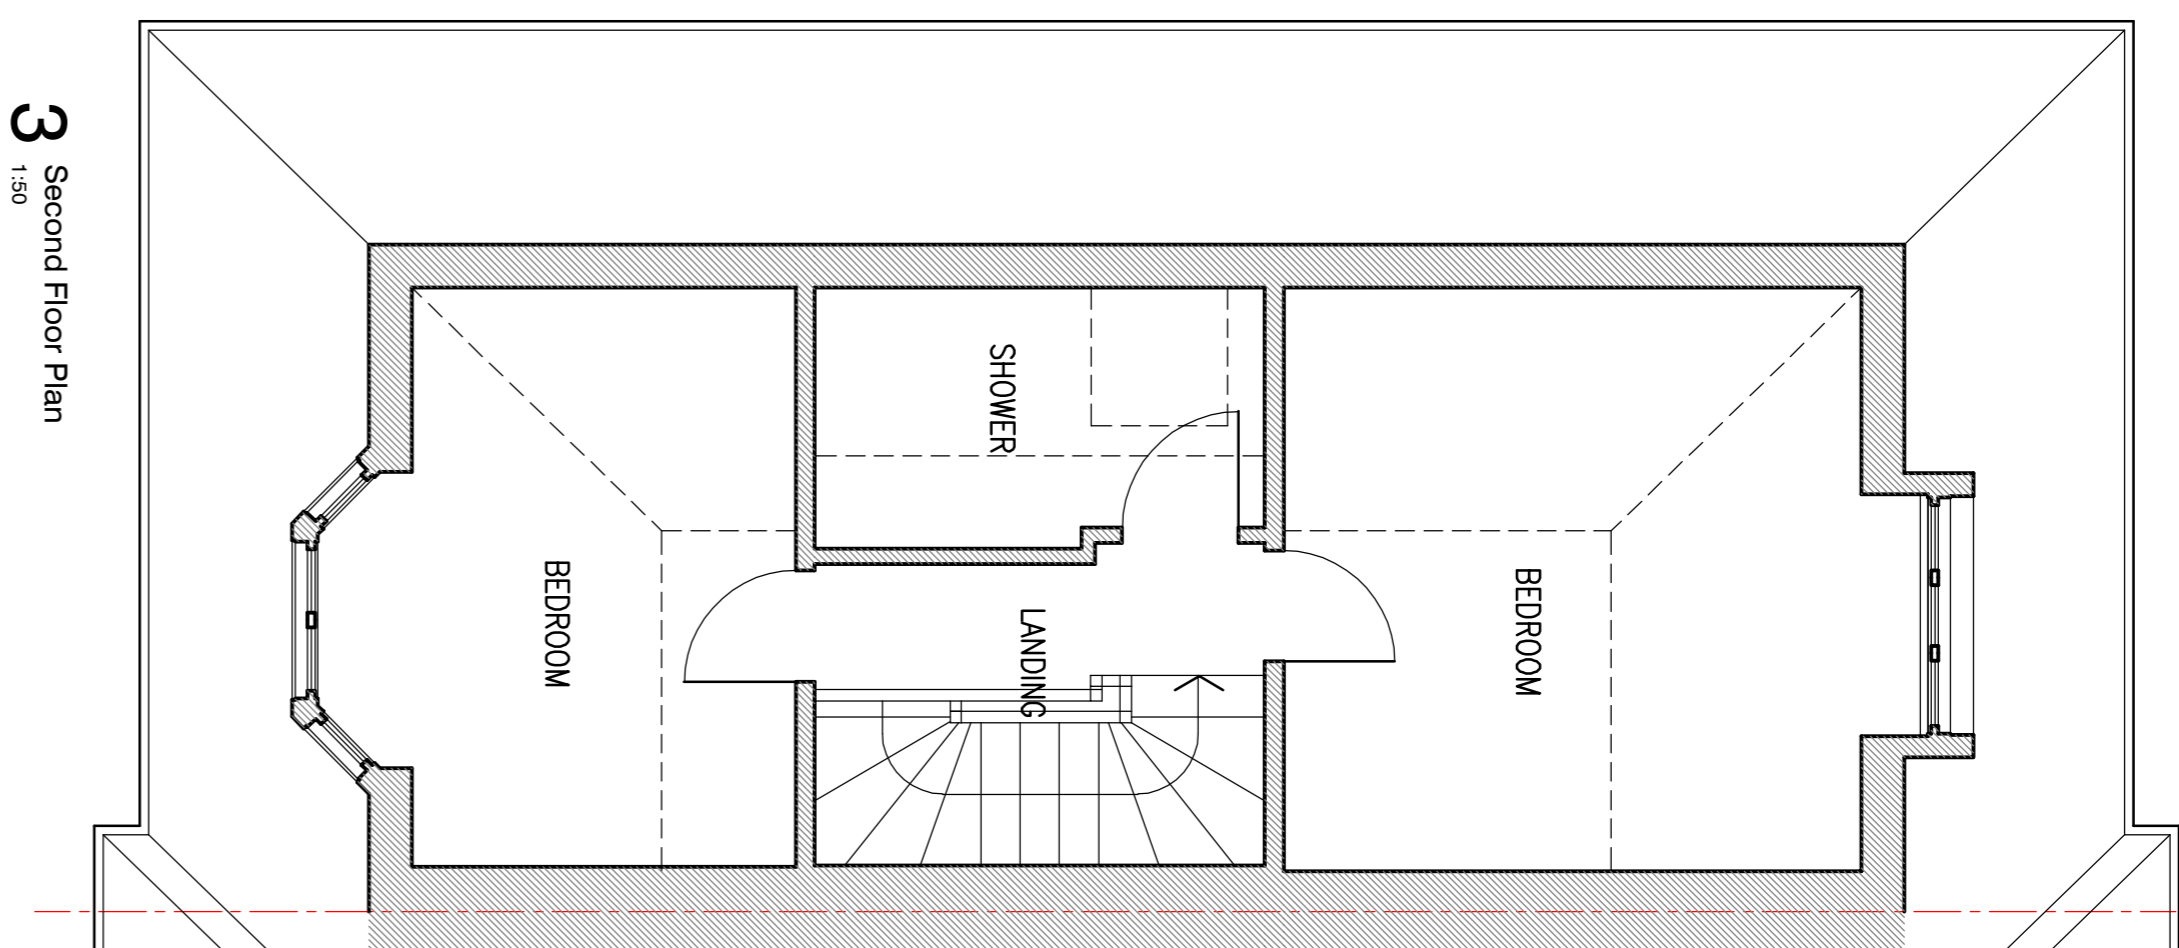 3
Second Floor Plan
1:50
BEDROOM
SHOWER
LANDING
BEDROOM